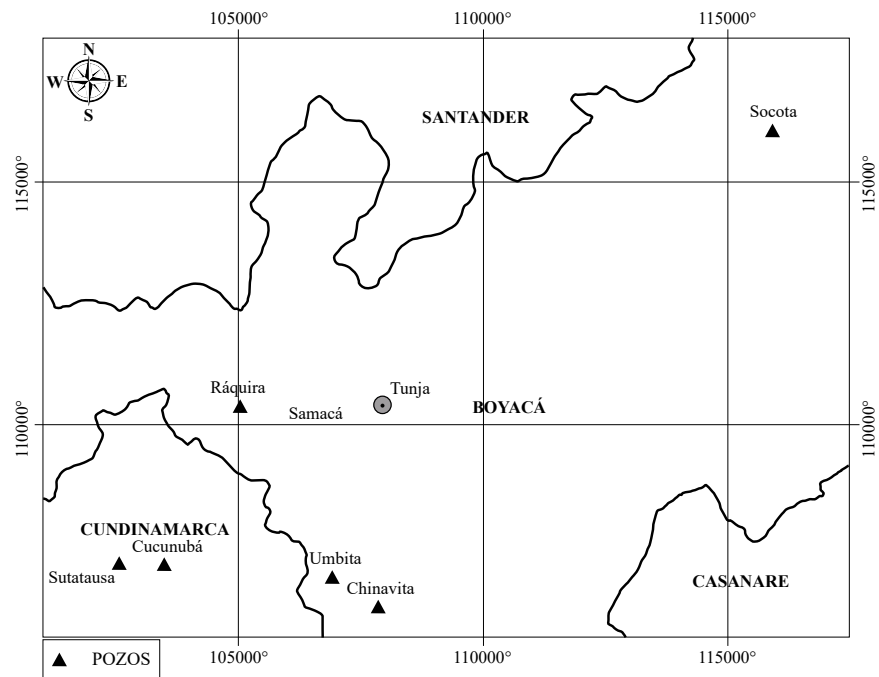 105000°
110000°
115000°
N
W
E
S
SANTANDER
Socota
115000°
115000°
Ráquira
Tunja
Samacá
BOYACÁ
110000°
110000°
CUNDINAMARCA
Cucunubá
Sutatausa
Umbita
Chinavita
CASANARE
105000°
110000°
115000°
POZOS